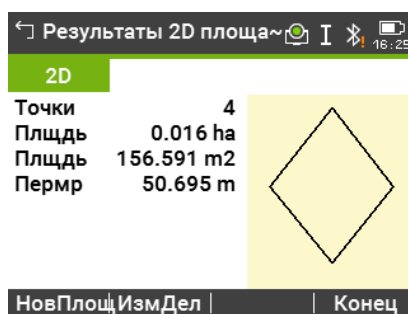 Результаты 2D площа~ I 16:25
2D
Точки 4
Плщдь 0.016 ha
Плщдь 156.591 m2
Пермр 50.695 m
НовПлощ ИзмДел Конец